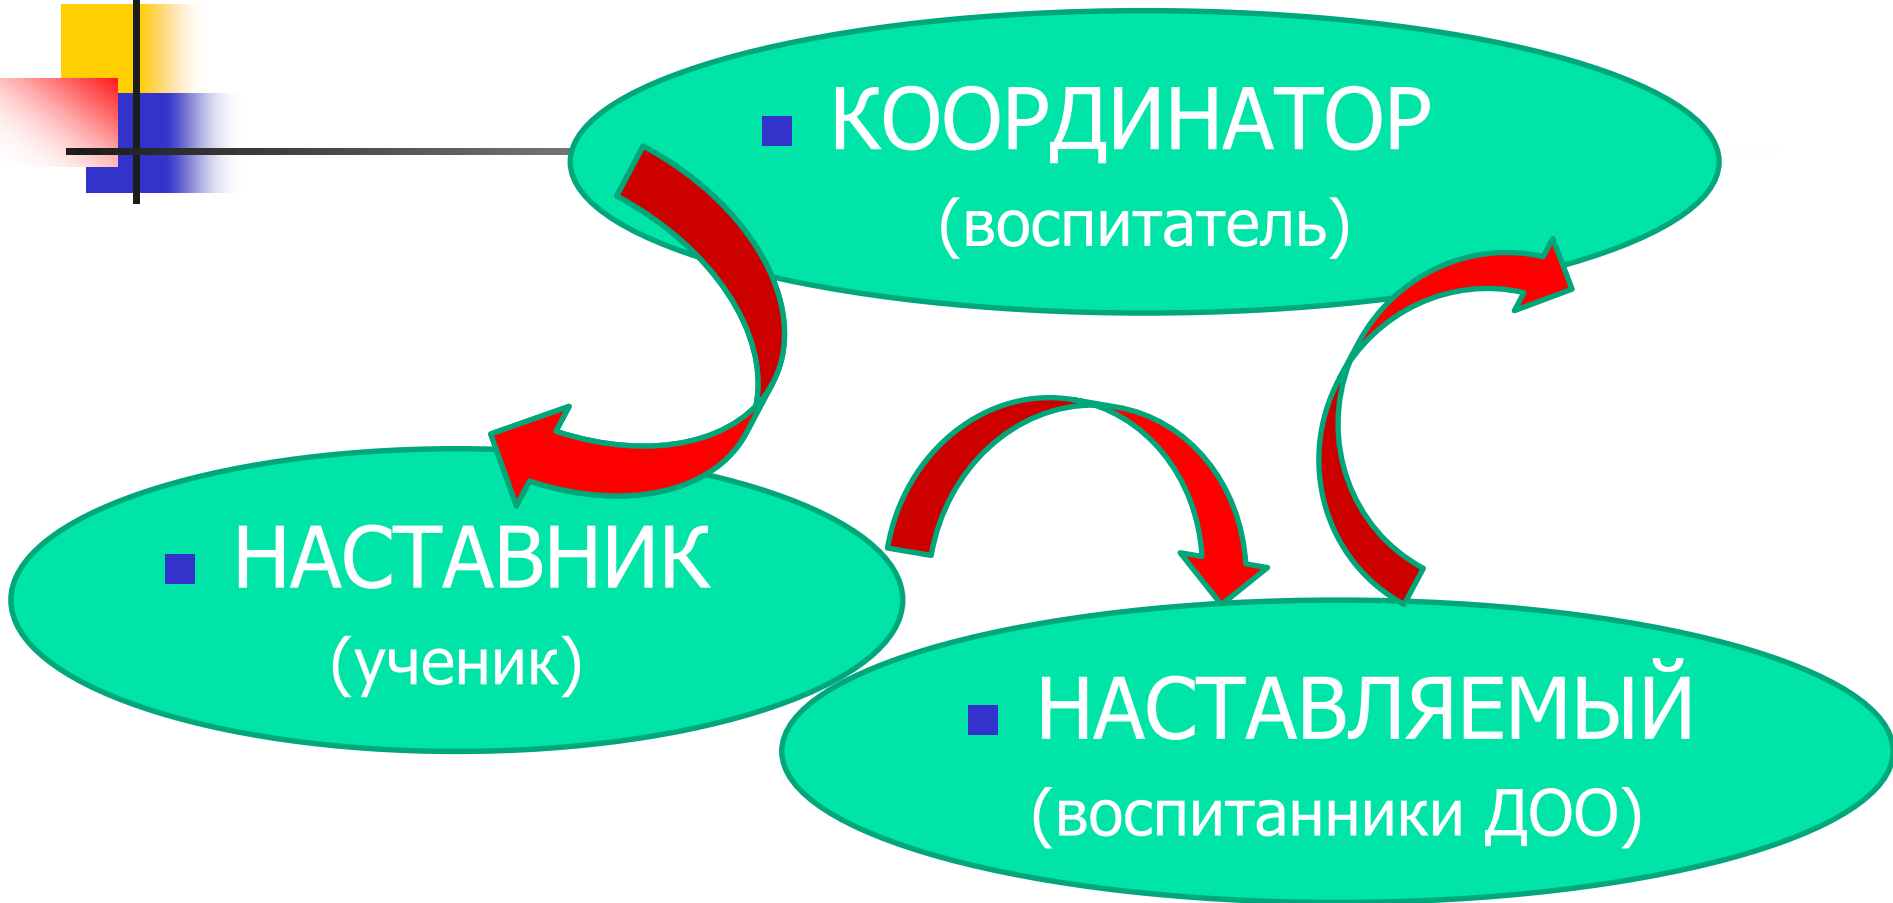 КООРДИНАТОР
(воспитатель)
НАСТАВНИК
(ученик)
НАСТАВЛЯЕМЫЙ
(воспитанники ДОО)